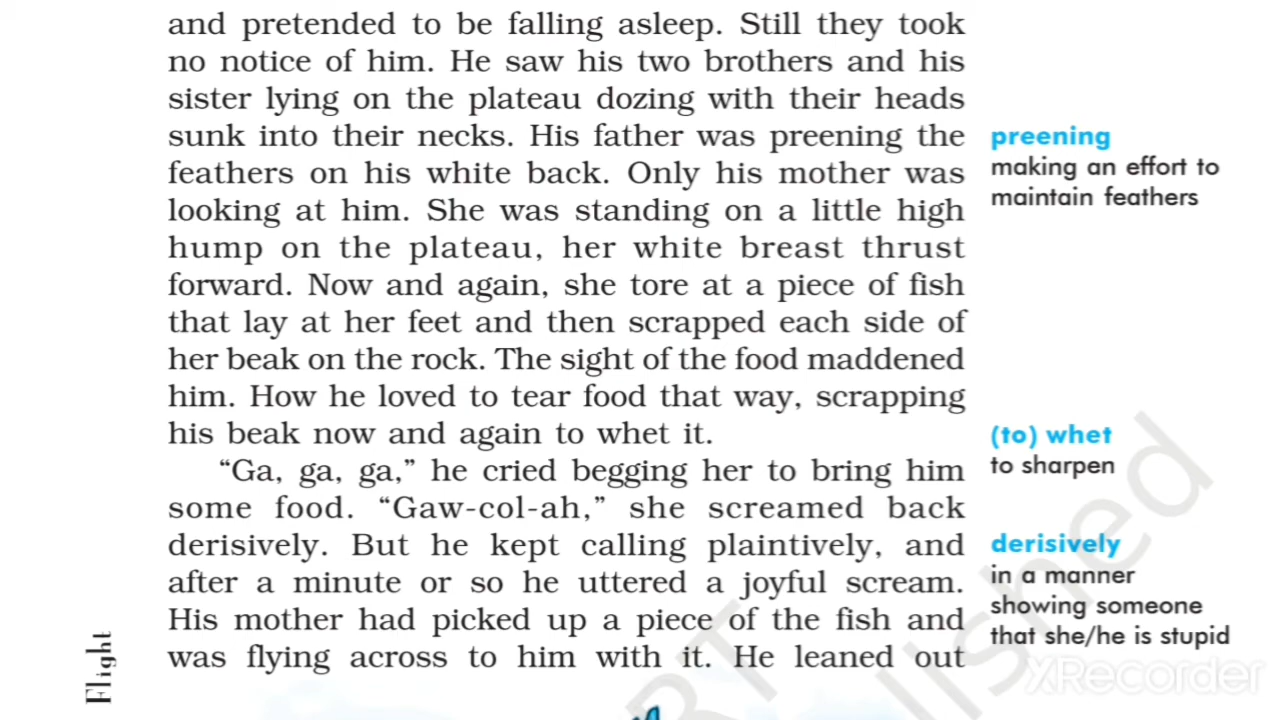 and pretended to be falling asleep. Still they took
no notice of him. He saw his two brothers and his
sister lying on the plateau dozing with their heads
sunk into their necks. His father was preening the
feathers on his white back. Only his mother was
looking at him. She was standing on a little high
hump on the plateau, her white breast thrust
forward. Now and again, she tore at a piece of fish
that lay at her feet and then scrapped each side of
her beak on the rock. The sight of the food maddened
him. How he loved to tear food that way, scrapping
his beak now and again to whet it.
“Ga, ga, ga,” he cried begging her to bring him
some food. “Gaw-col-ah,” she screamed back
derisively. But he kept calling plaintively, and
after a minute or so he uttered a joyful scream.
His mother had picked up a piece of the fish and
was flying across to him with it. He leaned out
preening
making an effort to
maintain feathers
(to) whet
to sharpen
derisively
in a manner
showing someone
that she/he is stupid
Flight
XRecorder